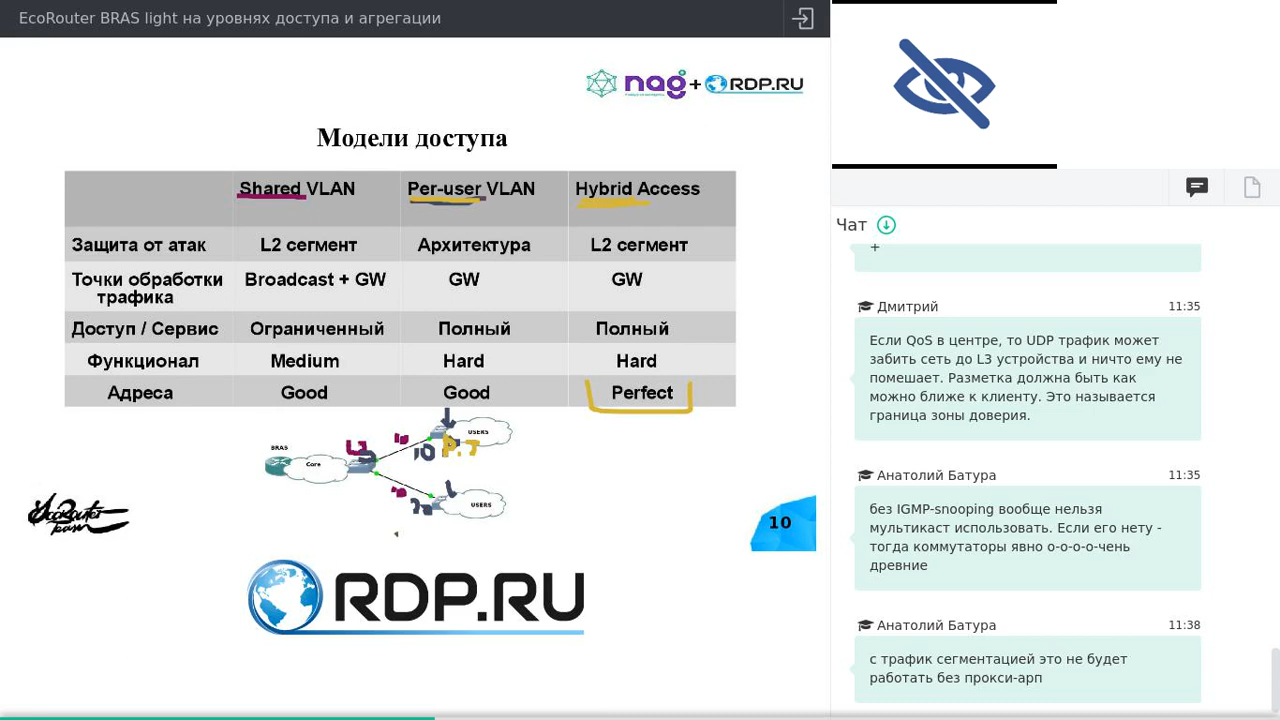 EcoRouter BRAS light на уровнях доступа и агрегации
nag + RDP.RU
Модели доступа
Shared VLAN Per-user VLAN Hybrid Access
Защита от атак L2 сегмент Архитектура L2 сегмент
Точки обработки трафика Broadcast + GW GW GW
Доступ / Сервис Ограниченный Полный Полный
Функционал Medium Hard Hard
Адреса Good Good Perfect
BRAS
Core
USERS
USERS
EcoRouter
team
10
RDP.RU
Чат
+
Дмитрий 11:35
Если QoS в центре, то UDP трафик может
забить сеть до L3 устройства и ничто ему не
помешает. Разметка должна быть как
можно ближе к клиенту. Это называется
граница зоны доверия.
Анатолий Батура 11:35
без IGMP-snooping вообще нельзя
мультикаст использовать. Если его нету -
тогда коммутаторы явно о-о-о-о-чень
древние
Анатолий Батура 11:38
с трафик сегментацией это не будет
работать без прокси-арп